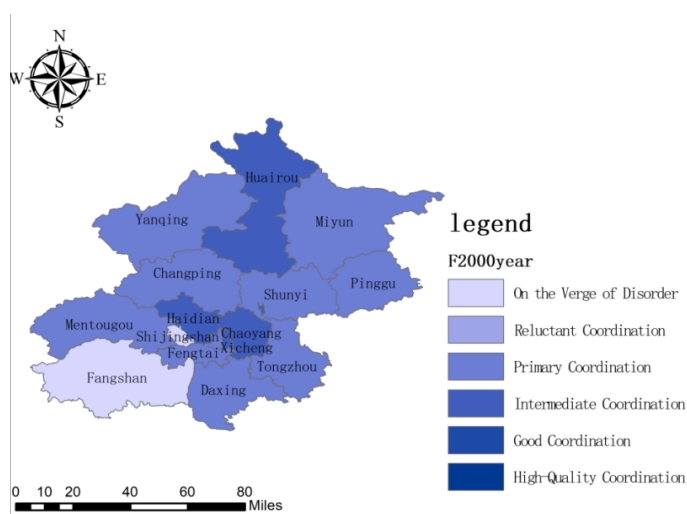 N
W E
S
Huairou
Yanqing
Miyun
Changping
Pinggu
Shunyi
Mentougou
Haidian
Shijingshan
Chaoyang
Xicheng
Fengtai
Tongzhou
Fangshan
Daxing
legend
F2000year
On the Verge of Disorder
Reluctant Coordination
Primary Coordination
Intermediate Coordination
Good Coordination
High-Quality Coordination
0 10 20 40 60 80
Miles